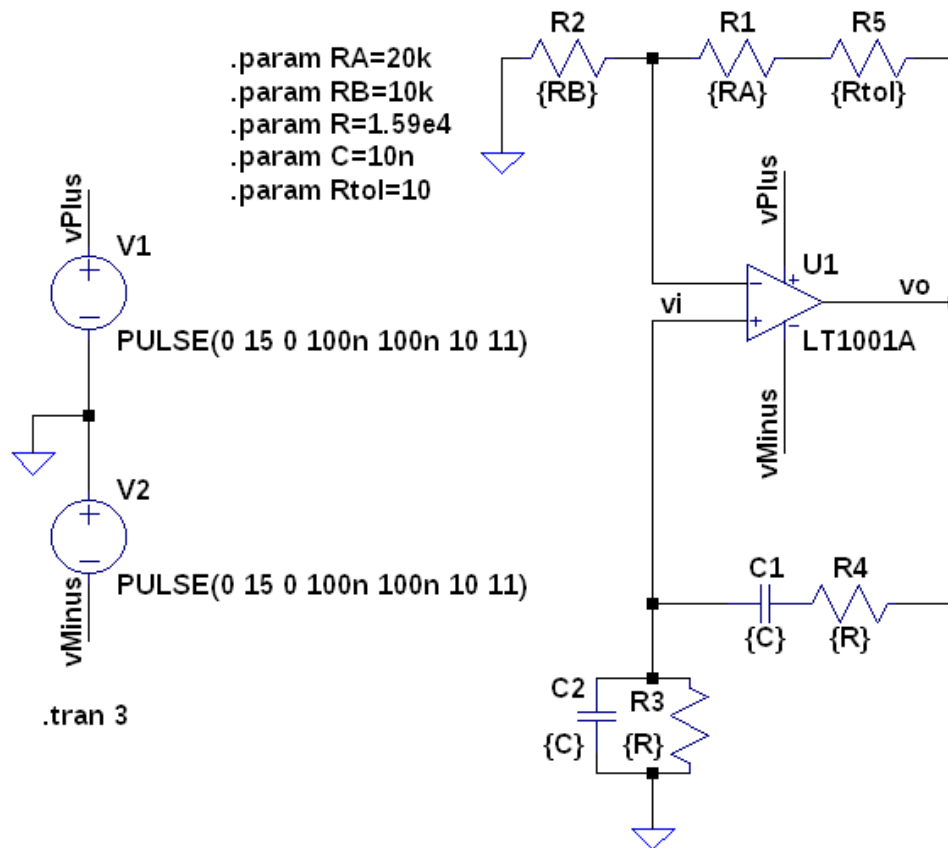 R2
R1
R5
.param RA=20k
.param RB=10k
.param R=1.59e4
.param C=10n
.param Rtol=10
{RB}
{RA}
{Rtol}
vPlus
V1
PULSE(0 15 0 100n 100n 10 11)
vPlus
U1
vi
vo
LT1001A
vMinus
V2
PULSE(0 15 0 100n 100n 10 11)
vMinus
.tran 3
C1
R4
{C}
{R}
C2
R3
{C}
{R}